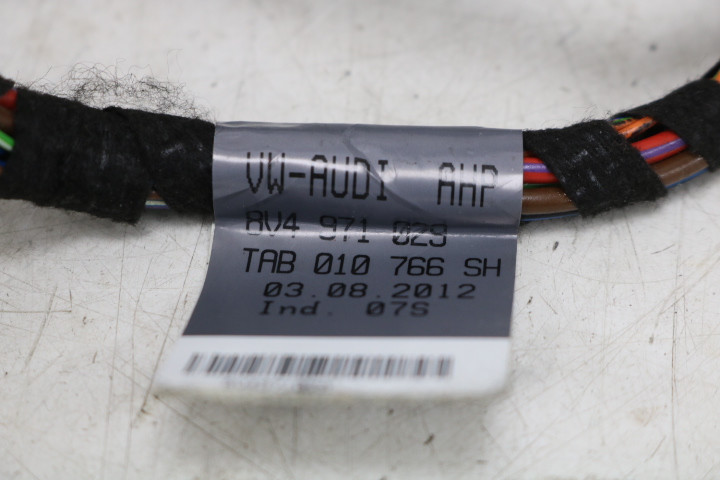 VW-AUDI AHP
8V4 971 029
TAB 010 766 SH
03.08.2012
Ind. 07S